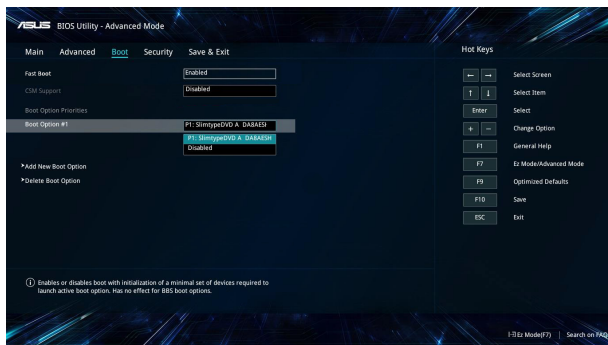 ASUS BIOS Utility - Advanced Mode
Main Advanced Boot Security Save & Exit
Hot Keys
Fast Boot Enabled
CSM Support Disabled
Boot Option Priorities
Boot Option #1 P1: SlimtypeDVD A DA8AESH
P1: SlimtypeDVD A DA8AESH
Disabled
>Add New Boot Option
>Delete Boot Option
← → Select Screen
↑ ↓ Select Item
Enter Select
+ − Change Option
F1 General Help
F7 Ez Mode/Advanced Mode
F9 Optimized Defaults
F10 Save
ESC Exit
Enables or disables boot with initialization of a minimal set of devices required to
launch active boot option. Has no effect for BBS boot options.
Ez Mode(F7) | Search on FAQ